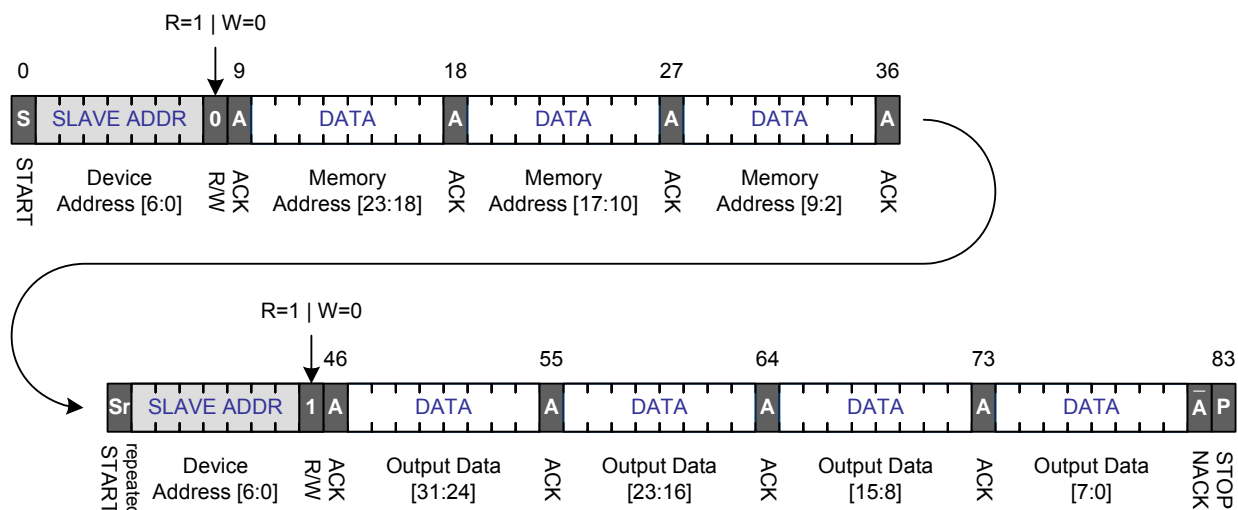 R=1 | W=0
0 9 18 27 36
S SLAVE ADDR 0 A DATA A DATA A DATA A
START Device Address [6:0] R/W ACK Memory Address [23:18] ACK Memory Address [17:10] ACK Memory Address [9:2] ACK
R=1 | W=0
46 55 64 73 83
Sr SLAVE ADDR 1 A DATA A DATA A DATA A DATA A̅ P
repeated START Device Address [6:0] R/W ACK Output Data [31:24] ACK Output Data [23:16] ACK Output Data [15:8] ACK Output Data [7:0] NACK STOP